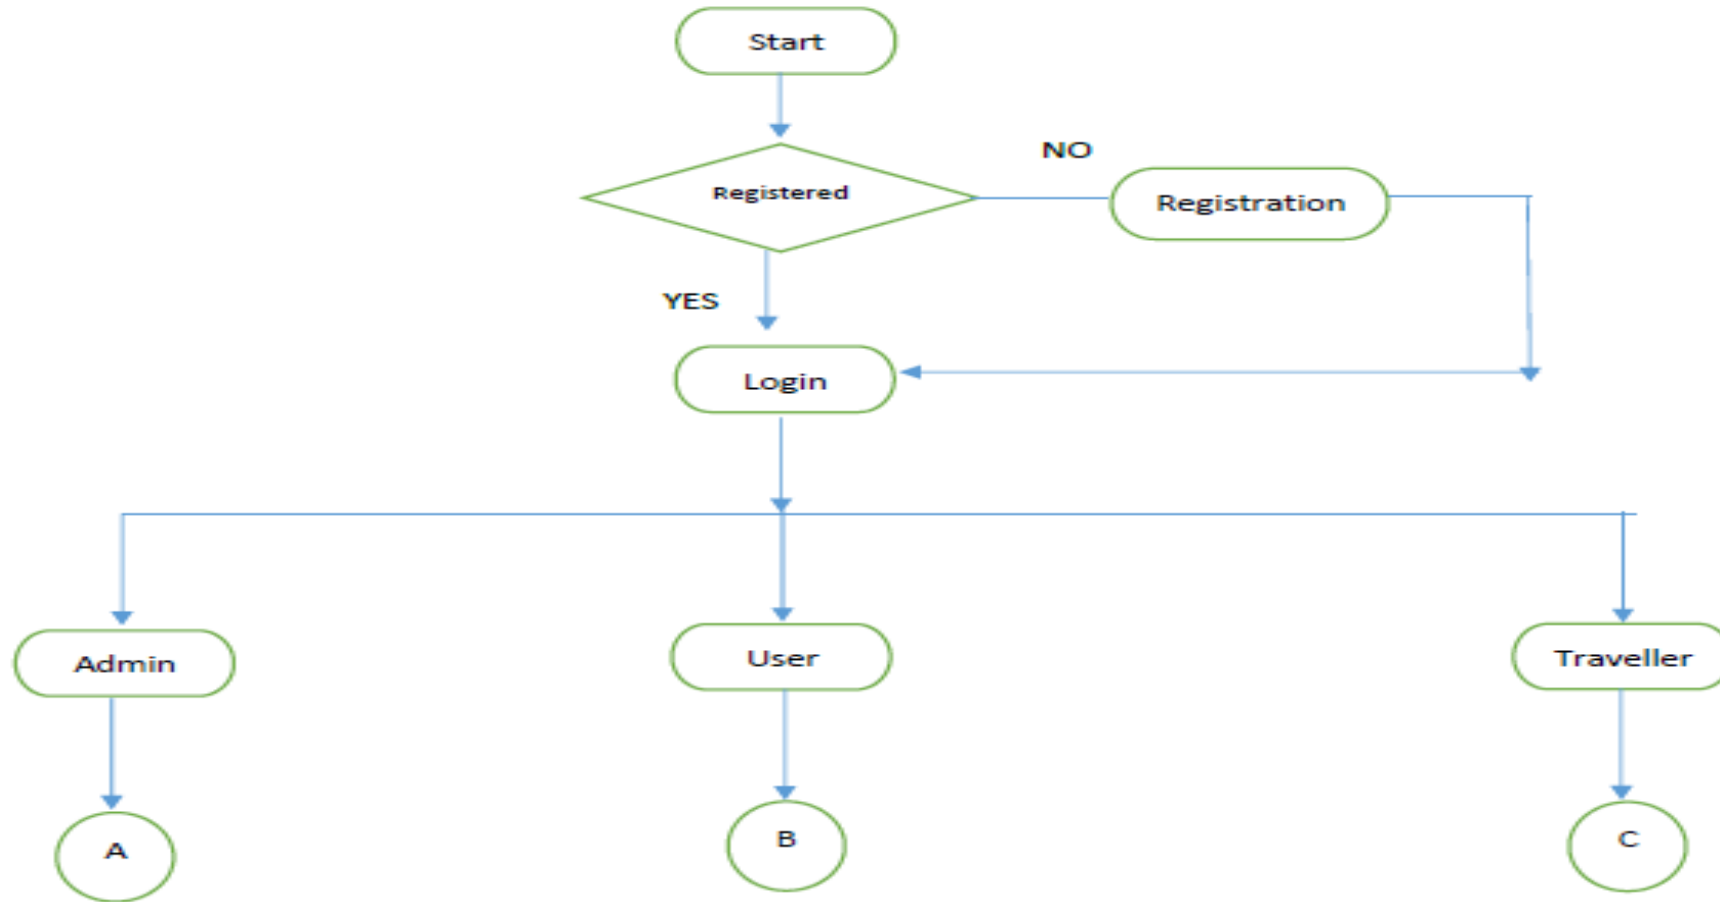 Start
NO
Registered
Registration
YES
Login
Admin
User
Traveller
A
B
C